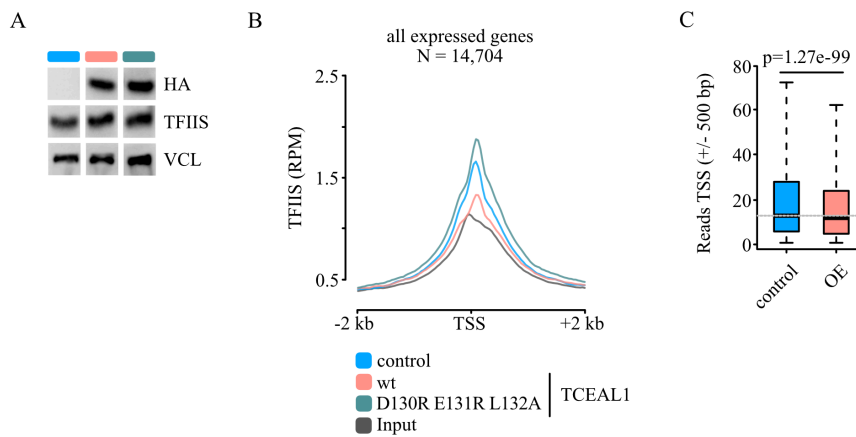 A
HA
TFIIS
VCL
B
all expressed genes
N = 14,704
TFIIS (RPM)
2.5
1.5
0.5
-2 kb
TSS
+2 kb
control
wt
D130R E131R L132A
TCEAL1
Input
C
p=1.27e-99
Reads TSS (+/- 500 bp)
80
60
40
20
0
control
OE